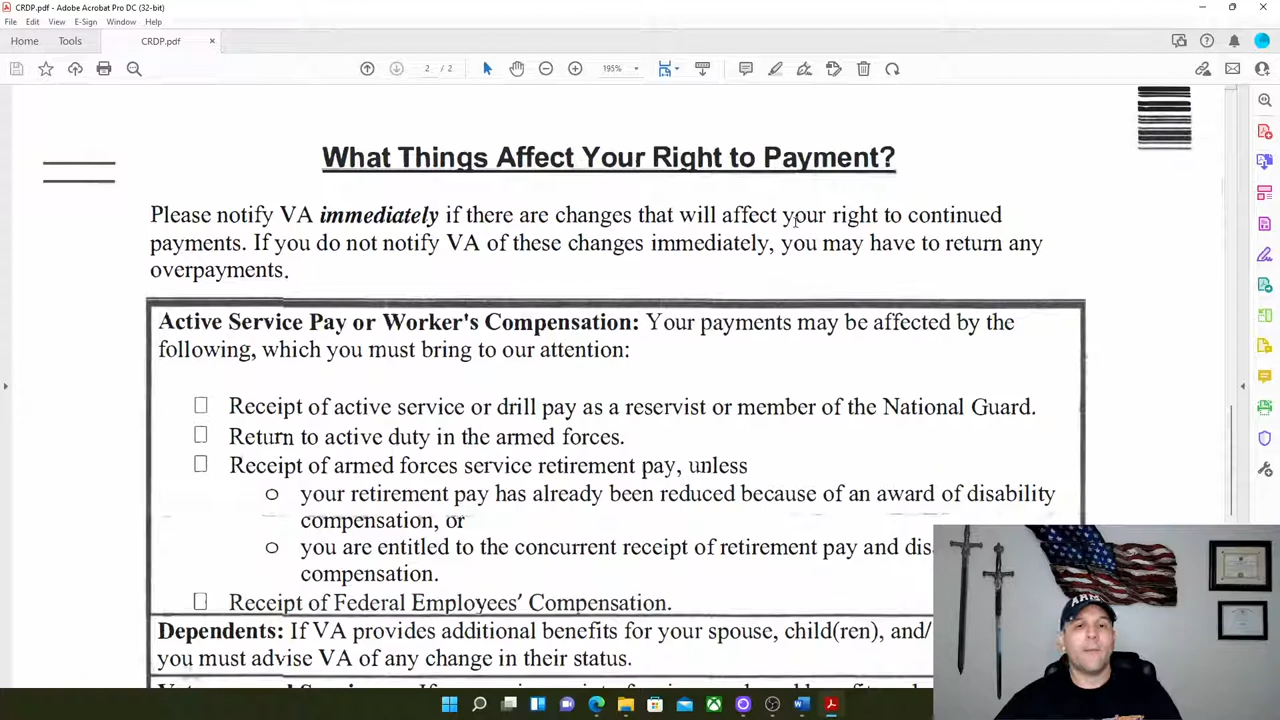 CRDP.pdf - Adobe Acrobat Pro DC (32-bit)
File Edit View E-Sign Window Help
Home Tools CRDP.pdf
2 / 2 195%
What Things Affect Your Right to Payment?
Please notify VA immediately if there are changes that will affect your right to continued
payments. If you do not notify VA of these changes immediately, you may have to return any
overpayments.
Active Service Pay or Worker's Compensation: Your payments may be affected by the
following, which you must bring to our attention:
Receipt of active service or drill pay as a reservist or member of the National Guard.
Return to active duty in the armed forces.
Receipt of armed forces service retirement pay, unless
your retirement pay has already been reduced because of an award of disability
compensation, or
you are entitled to the concurrent receipt of retirement pay and
compensation.
Receipt of Federal Employees' Compensation.
Dependents: If VA provides additional benefits for your spouse, child(ren), and/
you must advise VA of any change in their status.